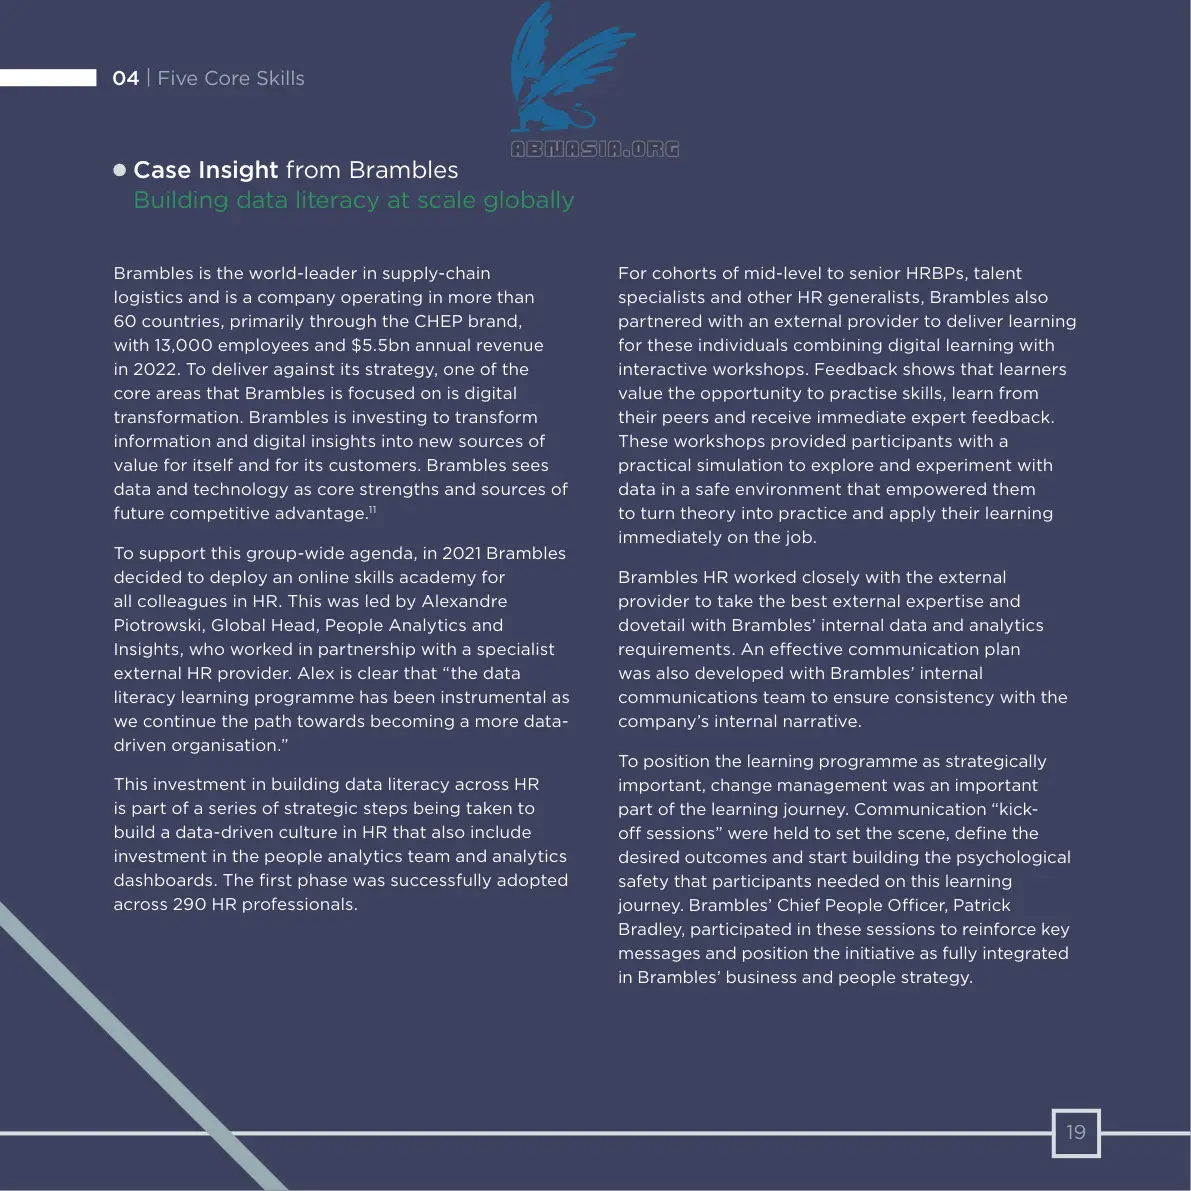 ABNASIA.ORG
04 | Five Core Skills
Case Insight from Brambles
Building data literacy at scale globally
Brambles is the world-leader in supply-chain
logistics and is a company operating in more than
60 countries, primarily through the CHEP brand,
with 13,000 employees and $5.5bn annual revenue
in 2022. To deliver against its strategy, one of the
core areas that Brambles is focused on is digital
transformation. Brambles is investing to transform
information and digital insights into new sources of
value for itself and for its customers. Brambles sees
data and technology as core strengths and sources of
future competitive advantage.11
To support this group-wide agenda, in 2021 Brambles
decided to deploy an online skills academy for
all colleagues in HR. This was led by Alexandre
Piotrowski, Global Head, People Analytics and
Insights, who worked in partnership with a specialist
external HR provider. Alex is clear that “the data
literacy learning programme has been instrumental as
we continue the path towards becoming a more data-
driven organisation.”
This investment in building data literacy across HR
is part of a series of strategic steps being taken to
build a data-driven culture in HR that also include
investment in the people analytics team and analytics
dashboards. The first phase was successfully adopted
across 290 HR professionals.
For cohorts of mid-level to senior HRBPs, talent
specialists and other HR generalists, Brambles also
partnered with an external provider to deliver learning
for these individuals combining digital learning with
interactive workshops. Feedback shows that learners
value the opportunity to practise skills, learn from
their peers and receive immediate expert feedback.
These workshops provided participants with a
practical simulation to explore and experiment with
data in a safe environment that empowered them
to turn theory into practice and apply their learning
immediately on the job.
Brambles HR worked closely with the external
provider to take the best external expertise and
dovetail with Brambles’ internal data and analytics
requirements. An effective communication plan
was also developed with Brambles’ internal
communications team to ensure consistency with the
company’s internal narrative.
To position the learning programme as strategically
important, change management was an important
part of the learning journey. Communication “kick-
off sessions” were held to set the scene, define the
desired outcomes and start building the psychological
safety that participants needed on this learning
journey. Brambles’ Chief People Officer, Patrick
Bradley, participated in these sessions to reinforce key
messages and position the initiative as fully integrated
in Brambles’ business and people strategy.
19